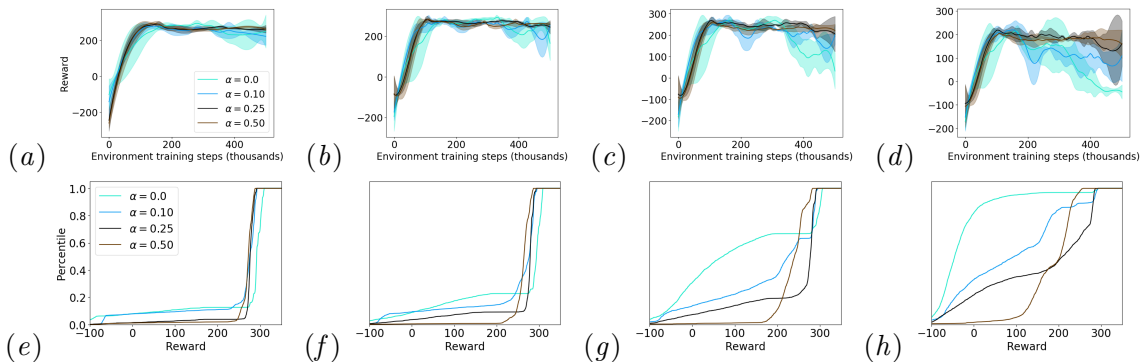 200
0
−200
Reward
α = 0.0
α = 0.10
α = 0.25
α = 0.50
0 200 400
Environment training steps (thousands)
(a)
200
0
−200
0 200 400
Environment training steps (thousands)
(b)
300
200
100
0
−100
−200
0 200 400
Environment training steps (thousands)
(c)
300
200
100
0
−100
−200
0 200 400
Environment training steps (thousands)
(d)
1.0
0.8
0.6
0.4
0.2
0.0
Percentile
α = 0.0
α = 0.10
α = 0.25
α = 0.50
−100 0 100 200 300
Reward
(e)
−100 0 100 200 300
Reward
(f)
−100 0 100 200 300
Reward
(g)
−100 0 100 200 300
Reward
(h)